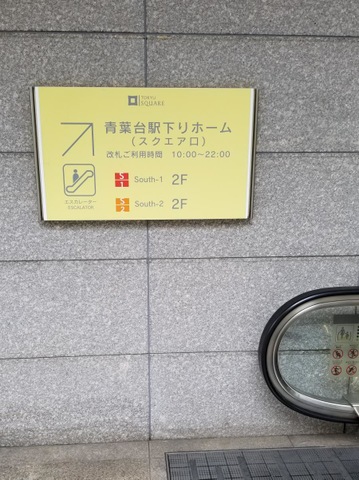 TOKYU
SQUARE
青葉台駅下りホーム
(スクエア口)
改札ご利用時間 10:00～22:00
S1 South-1 2F
S2 South-2 2F
エスカレーター
ESCALATOR